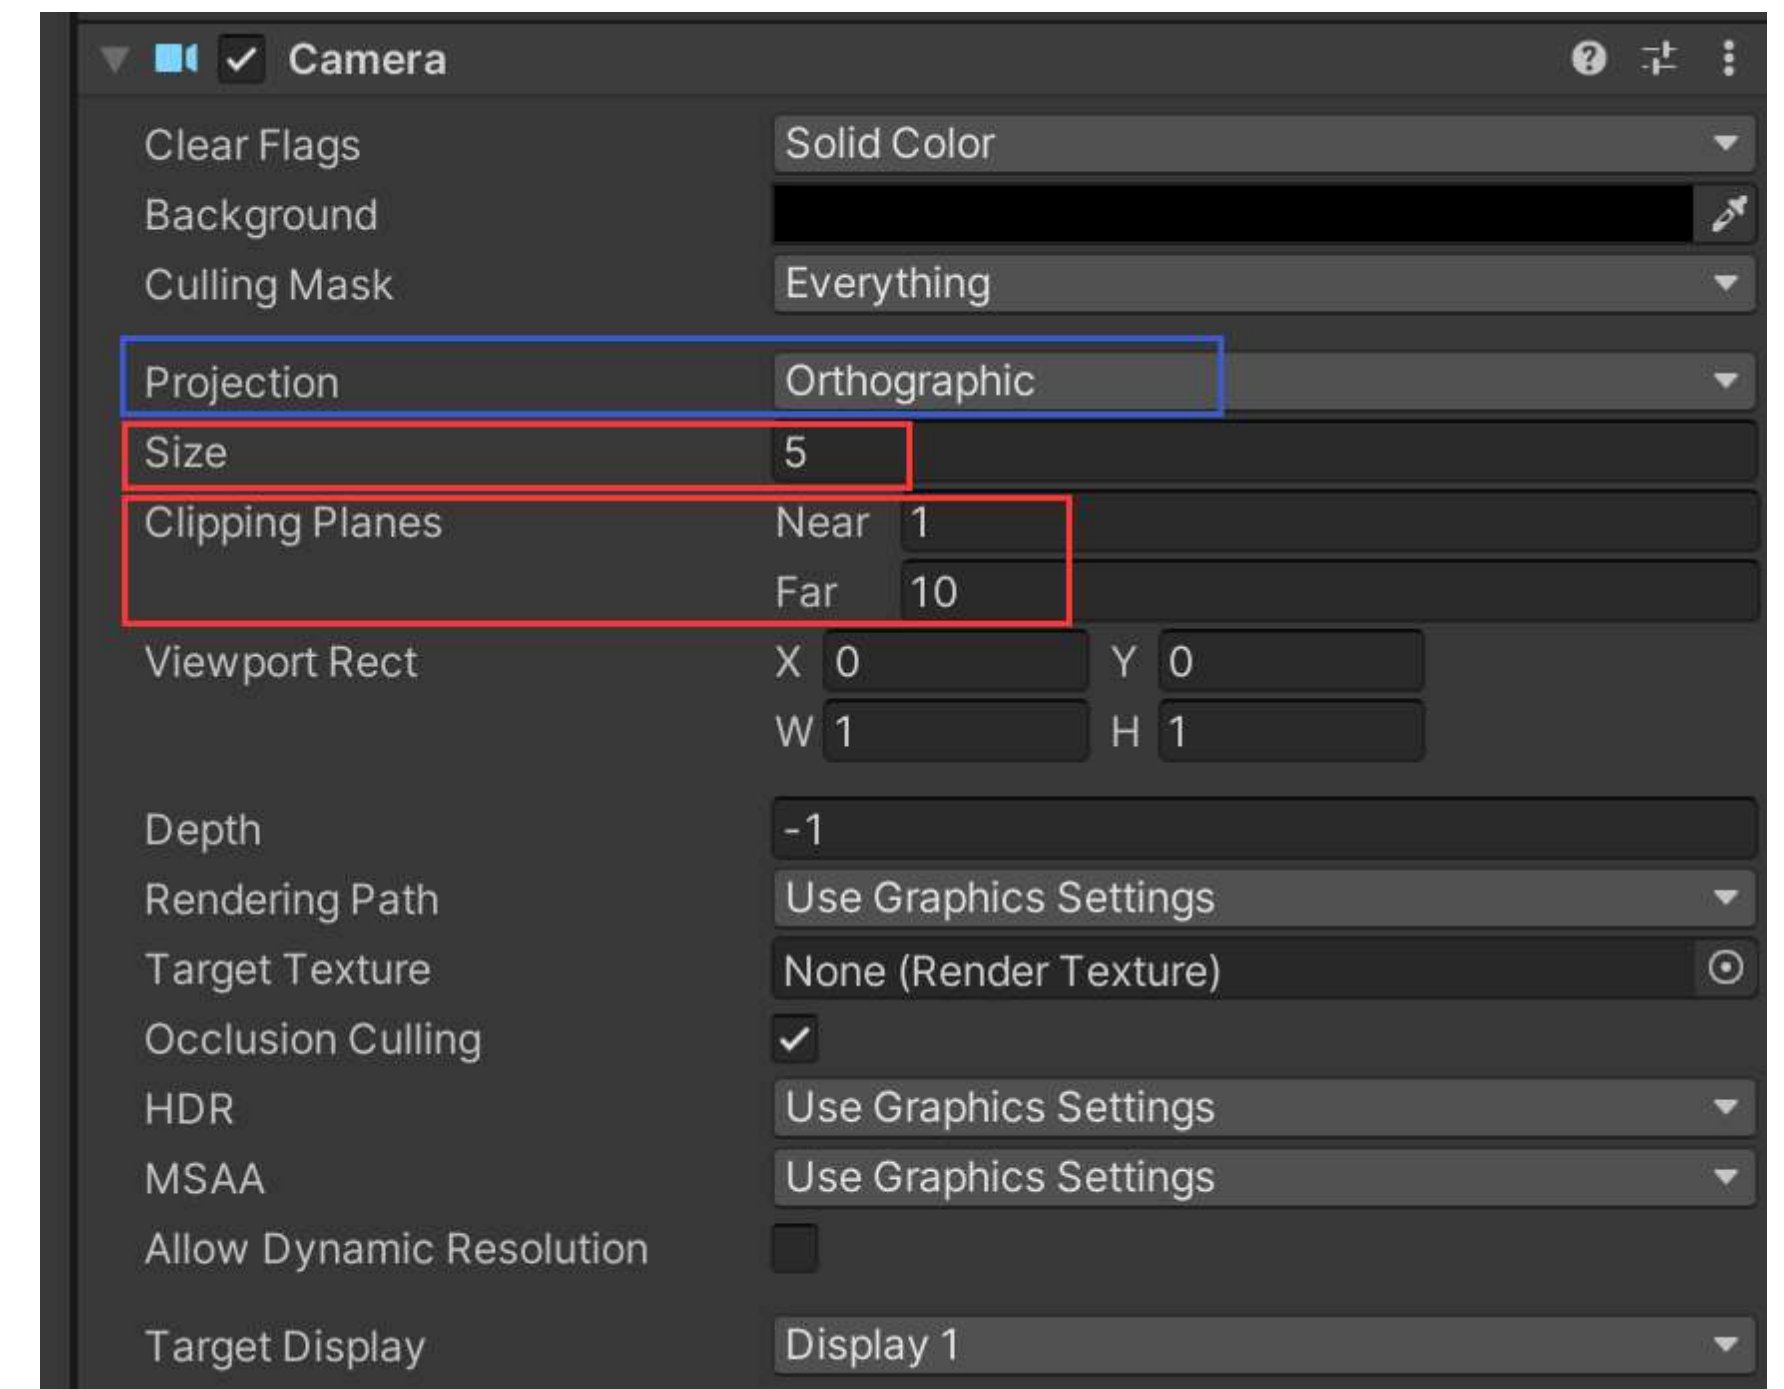 Camera
Clear Flags Solid Color
Background
Culling Mask Everything
Projection Orthographic
Size 5
Clipping Planes Near 1
Far 10
Viewport Rect X 0 Y 0
W 1 H 1
Depth -1
Rendering Path Use Graphics Settings
Target Texture None (Render Texture)
Occlusion Culling
HDR Use Graphics Settings
MSAA Use Graphics Settings
Allow Dynamic Resolution
Target Display Display 1